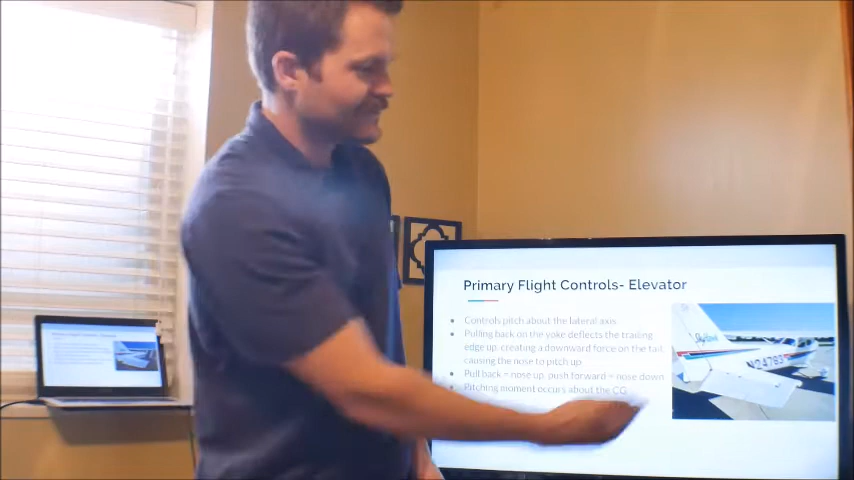 Primary Flight Controls- Elevator
Controls pitch about the lateral axis
Pulling back on the yoke deflects the trailing
edge up, creating a downward force on the tail,
causing the nose to pitch up
Pull back = nose up, push forward = nose down
Pitching moment occurs about the CG
N24193